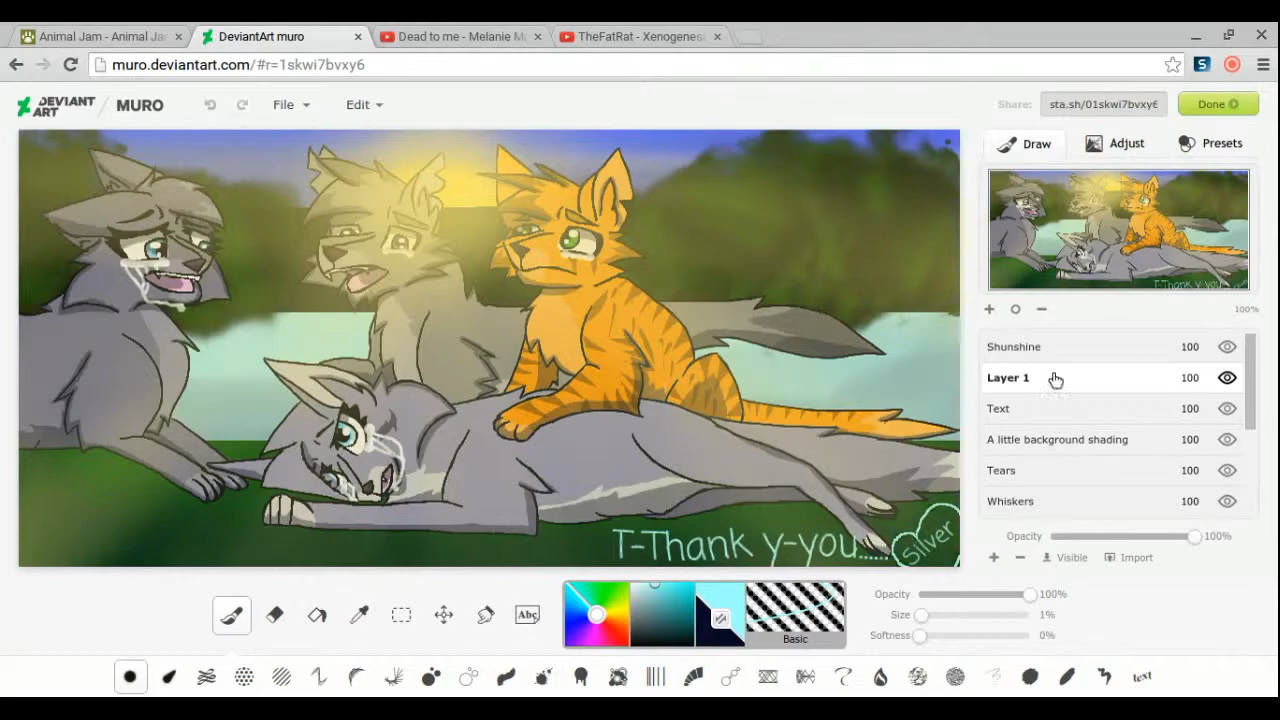 Animal Jam - Animal Ja
DeviantArt muro
Dead to me - Melanie M
TheFatRat - Xenogenes
muro.deviantart.com/#r=1skwi7bvxy6
DEVIANT ART / MURO
File
Edit
Share:
sta.sh/01skwi7bvxy6
Done
Draw
Adjust
Presets
100%
Shunshine 100
Layer 1 100
Text 100
A little background shading 100
Tears 100
Whiskers 100
Opacity 100%
Visible
Import
T-Thank y-you......
Silver
Abc
Basic
Opacity 100%
Size 1%
Softness 0%
text